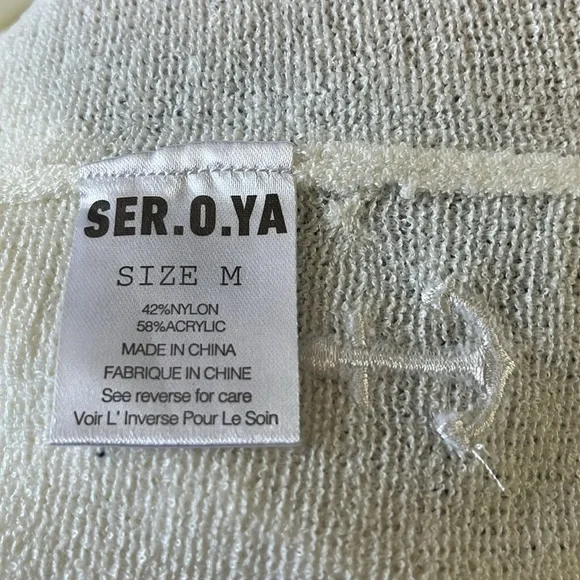 SER.O.YA
SIZE M
42%NYLON
58%ACRYLIC
MADE IN CHINA
FABRIQUE IN CHINE
See reverse for care
Voir L' Inverse Pour Le Soin